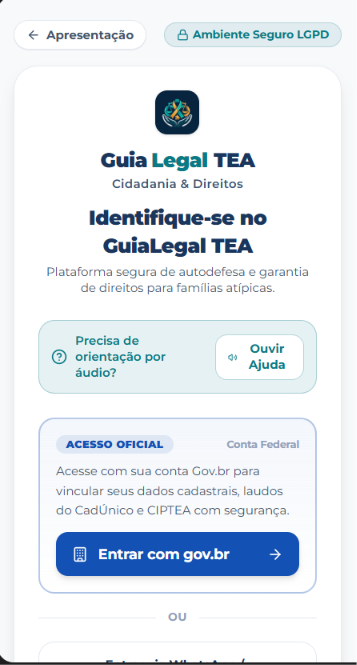 Apresentação
Ambiente Seguro LGPD
Guia Legal TEA
Cidadania & Direitos
Identifique-se no
GuiaLegal TEA
Plataforma segura de autodefesa e garantia
de direitos para famílias atípicas.
Precisa de
orientação por
áudio?
Ouvir
Ajuda
ACESSO OFICIAL
Conta Federal
Acesse com sua conta Gov.br para
vincular seus dados cadastrais, laudos
do CadÚnico e CIPTEA com segurança.
Entrar com gov.br
OU